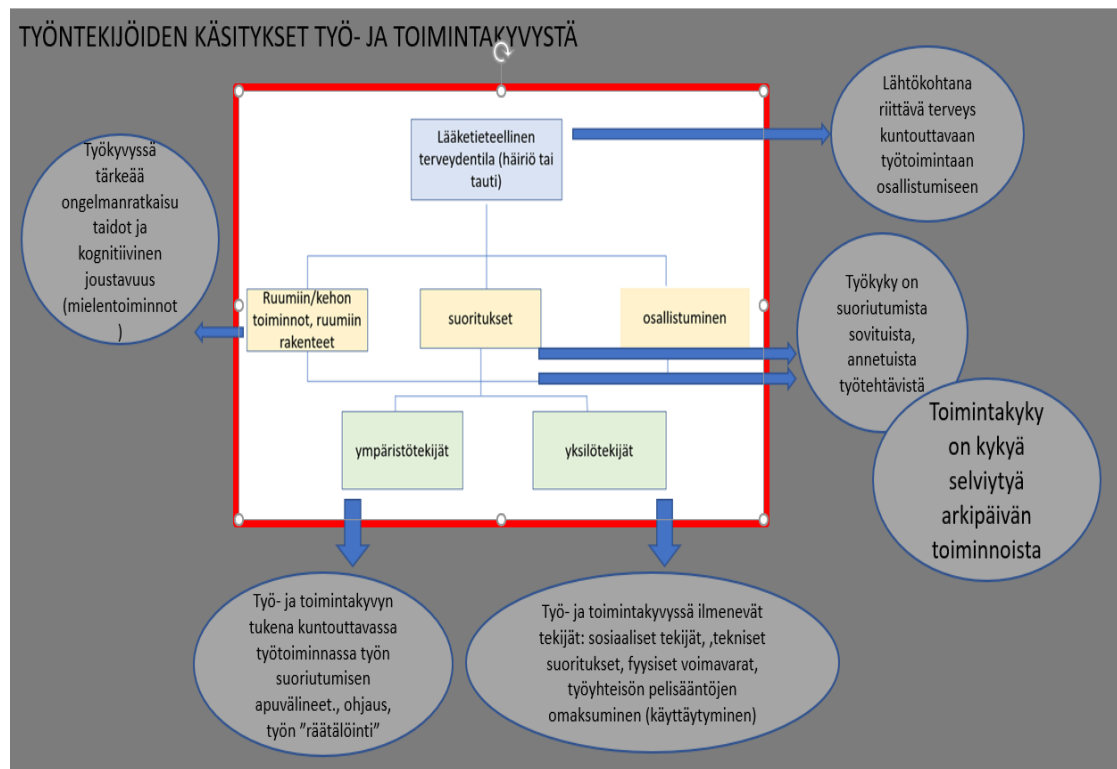 TYÖNTEKIJÖIDEN KÄSITYKSET TYÖ- JA TOIMINTAKYVYSTÄ
Lähtökohtana
riittävä terveys
kuntouttavaan
työtoimintaan
osallistumiseen
Lääketieteellinen
terveydentila (häiriö tai
tauti)
Työkyvyssä
tärkeää
ongelmanratkaisu
taidot ja
kognitiivinen
joustavuus
(mielentoiminnot
)
Ruumiin/kehon
toiminnot, ruumiin
rakenteet
suoritukset
osallistuminen
Työkyky on
suoriutumista
sovituista,
annetuista
työtehtävistä
Toimintakyky
on kykyä
selviytyä
arkipäivän
toiminnoista
ympäristötekijät
yksilötekijät
Työ- ja toimintakyvyn
tukena kuntouttavassa
työtoiminnassa työn
suoriutumisen
apuvälineet., ohjaus,
työn ”räätälöinti”
Työ- ja toimintakyvyssä ilmenevät
tekijät: sosiaaliset tekijät, ,tekniset
suoritukset, fyysiset voimavarat,
työyhteisön pelisääntöjen
omaksuminen (käyttäytyminen)